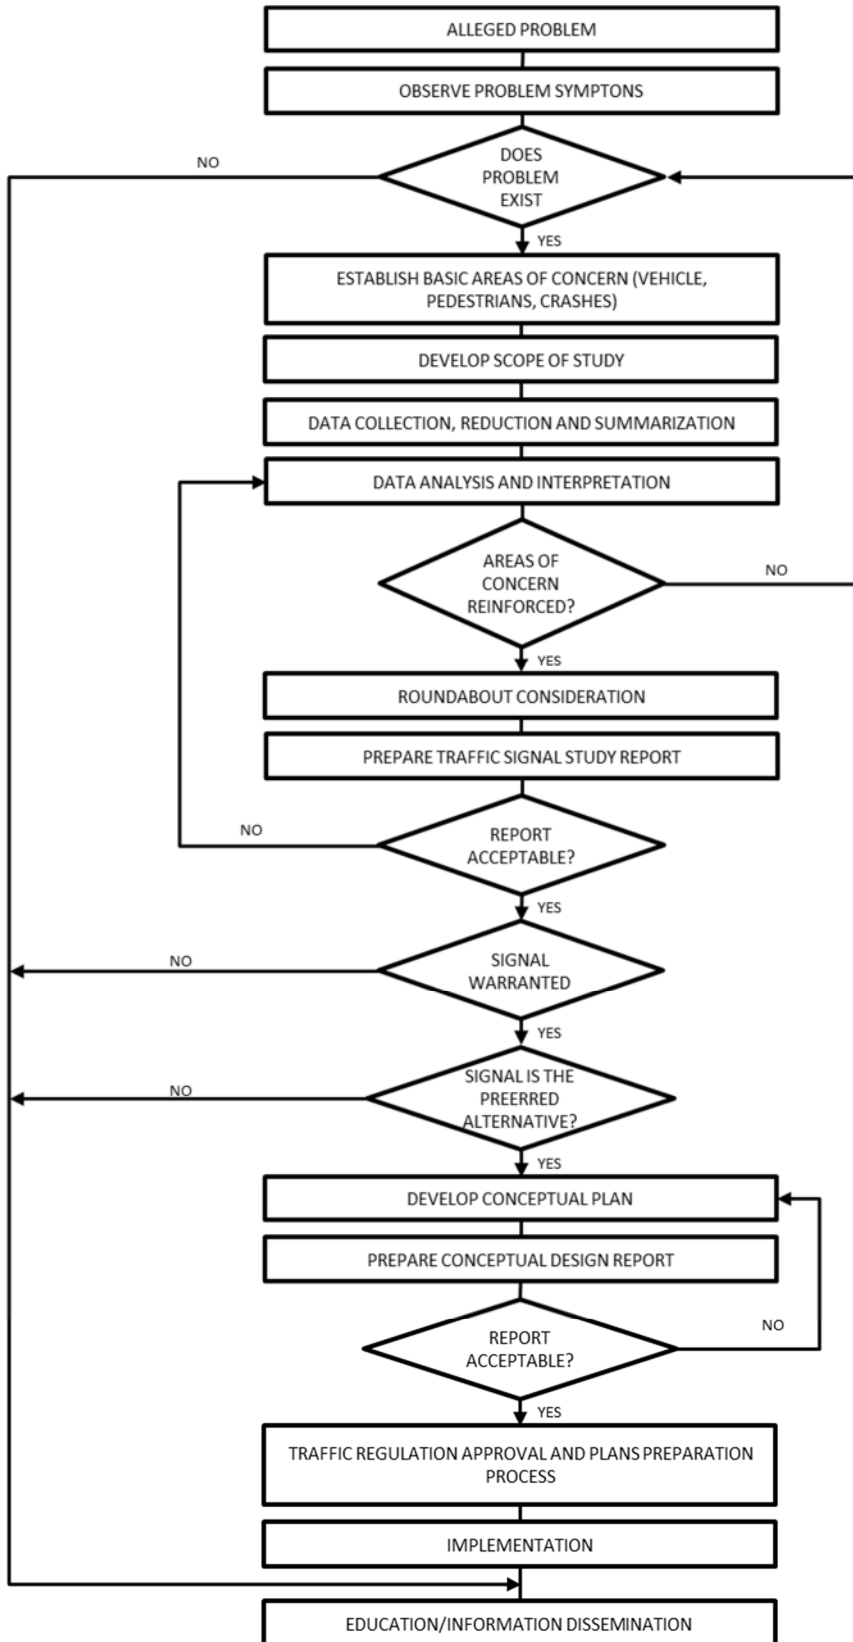 ALLEGED PROBLEM
OBSERVE PROBLEM SYMPTONS
DOES
PROBLEM
EXIST
NO
YES
ESTABLISH BASIC AREAS OF CONCERN (VEHICLE,
PEDESTRIANS, CRASHES)
DEVELOP SCOPE OF STUDY
DATA COLLECTION, REDUCTION AND SUMMARIZATION
DATA ANALYSIS AND INTERPRETATION
AREAS OF
CONCERN
REINFORCED?
NO
YES
ROUNDABOUT CONSIDERATION
PREPARE TRAFFIC SIGNAL STUDY REPORT
REPORT
ACCEPTABLE?
NO
YES
SIGNAL
WARRANTED
NO
YES
SIGNAL IS THE
PREERRED
ALTERNATIVE?
NO
YES
DEVELOP CONCEPTUAL PLAN
PREPARE CONCEPTUAL DESIGN REPORT
REPORT
ACCEPTABLE?
NO
YES
TRAFFIC REGULATION APPROVAL AND PLANS PREPARATION
PROCESS
IMPLEMENTATION
EDUCATION/INFORMATION DISSEMINATION